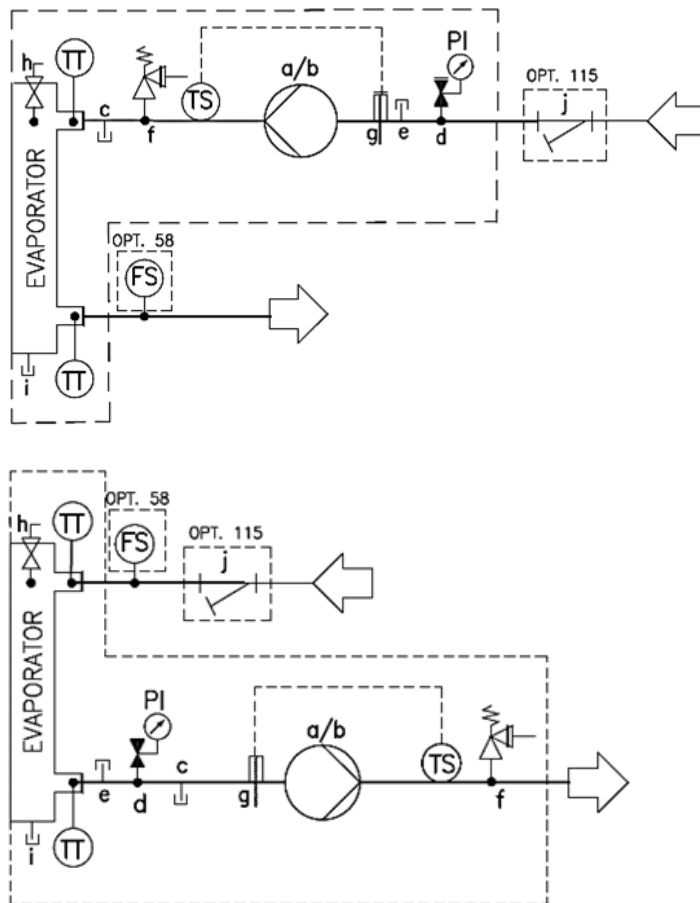 PI
h TT a/b OPT. 115
TS j
c
f g e d
EVAPORATOR
OPT. 58
FS
i TT
OPT. 58
h TT OPT. 115
FS j
EVAPORATOR
PI
a/b
c TS
e d g f
i TT